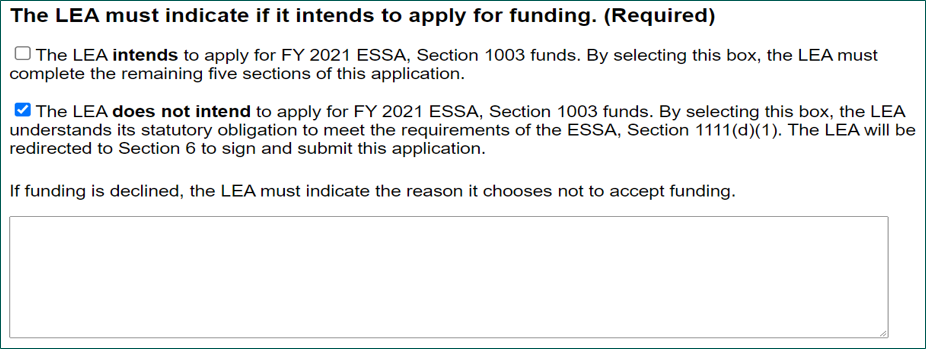 The LEA must indicate if it intends to apply for funding. (Required)
The LEA intends to apply for FY 2021 ESSA, Section 1003 funds. By selecting this box, the LEA must
complete the remaining five sections of this application.
The LEA does not intend to apply for FY 2021 ESSA, Section 1003 funds. By selecting this box, the LEA
understands its statutory obligation to meet the requirements of the ESSA, Section 1111(d)(1). The LEA will be
redirected to Section 6 to sign and submit this application.
If funding is declined, the LEA must indicate the reason it chooses not to accept funding.